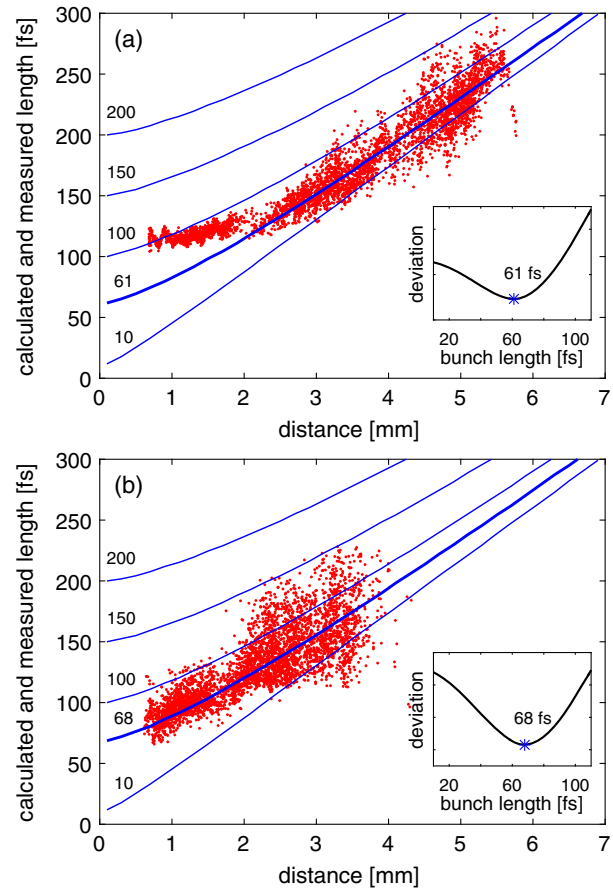 (a)
calculated and measured length [fs]
300
250
200
150
100
50
0
200
150
100
61
10
deviation
61 fs
20 60 100
bunch length [fs]
0 1 2 3 4 5 6 7
distance [mm]
(b)
calculated and measured length [fs]
300
250
200
150
100
50
0
200
150
100
68
10
deviation
68 fs
20 60 100
bunch length [fs]
0 1 2 3 4 5 6 7
distance [mm]